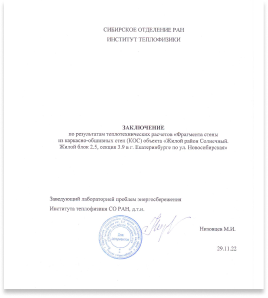 СИБИРСКОЕ ОТДЕЛЕНИЕ РАН
ИНСТИТУТ ТЕПЛОФИЗИКИ
ЗАКЛЮЧЕНИЕ
по результатам теплотехнических расчетов «Фрагмента стены
из каркасно-обшивных стен (КОС) объекта «Жилой район Солнечный.
Жилой блок 2.5, секция 3.9 в г. Екатеринбурге по ул. Новосибирская»
Заведующий лабораторией проблем энергосбережения
Института теплофизики СО РАН, д.т.н.
Низовцев М.И.
29.11.22